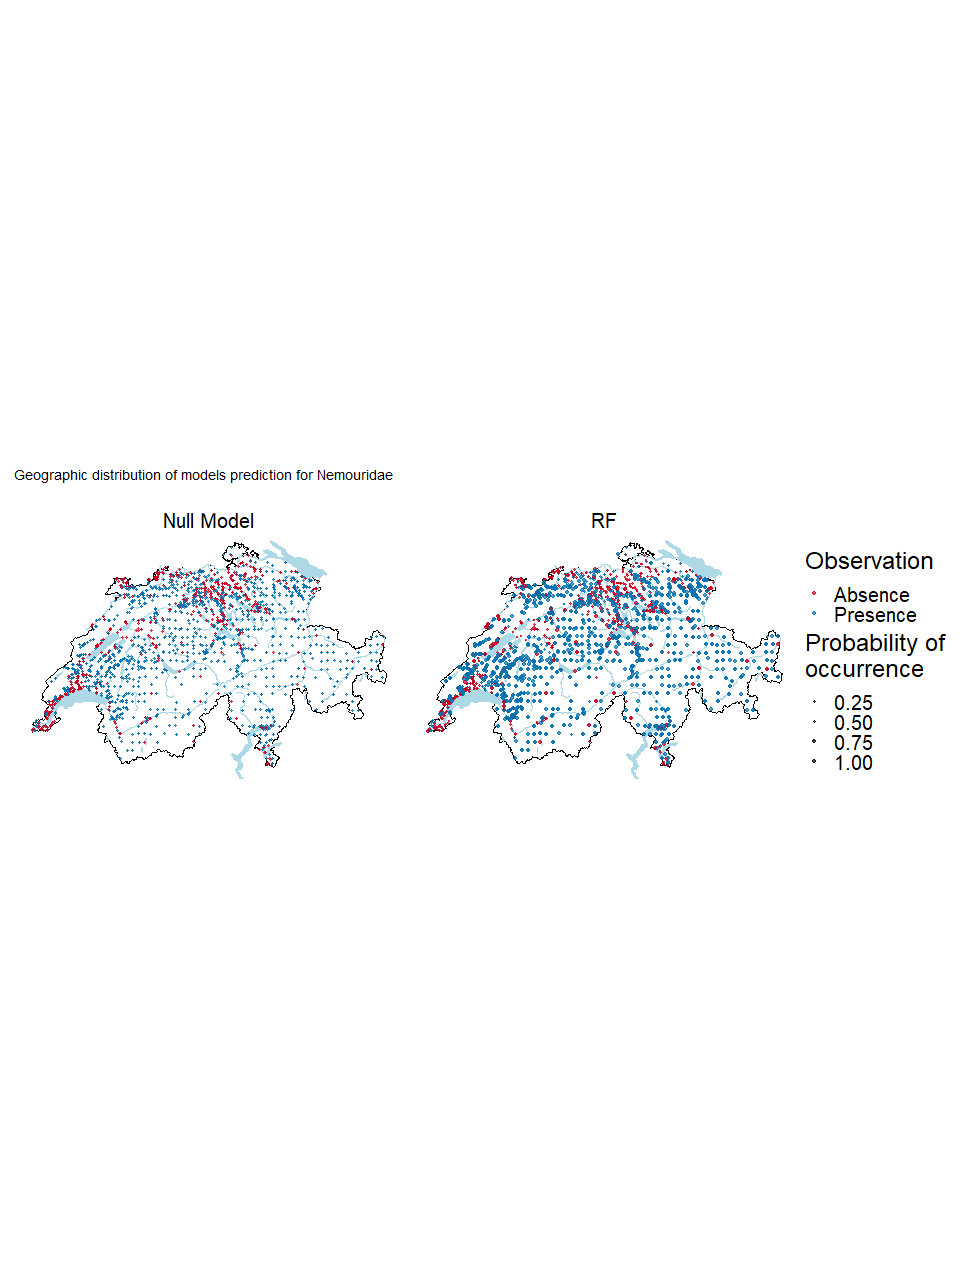 Geographic distribution of models prediction for Nemouridae
Null Model
RF
Observation
Absence
Presence
Probability of
occurrence
0.25
0.50
0.75
1.00